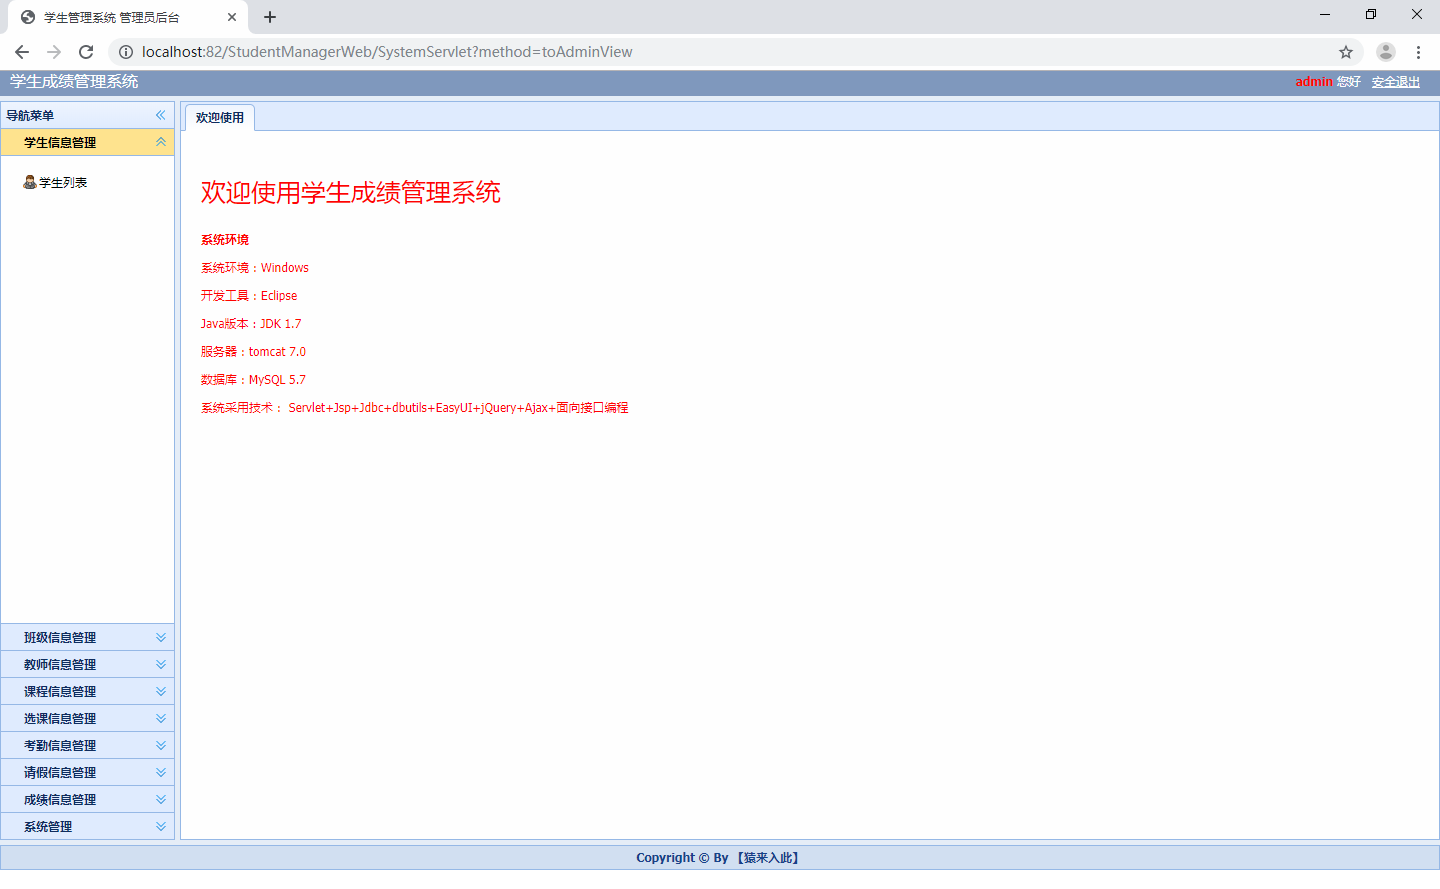 学生管理系统 管理员后台
localhost:82/StudentManagerWeb/SystemServlet?method=toAdminView
学生成绩管理系统
admin 您好 安全退出
导航菜单
欢迎使用
学生信息管理
学生列表
欢迎使用学生成绩管理系统
系统环境
系统环境：Windows
开发工具：Eclipse
Java版本：JDK 1.7
服务器：tomcat 7.0
数据库：MySQL 5.7
系统采用技术： Servlet+Jsp+Jdbc+dbutils+EasyUI+jQuery+Ajax+面向接口编程
班级信息管理
教师信息管理
课程信息管理
选课信息管理
考勤信息管理
请假信息管理
成绩信息管理
系统管理
Copyright © By 【猿来入此】